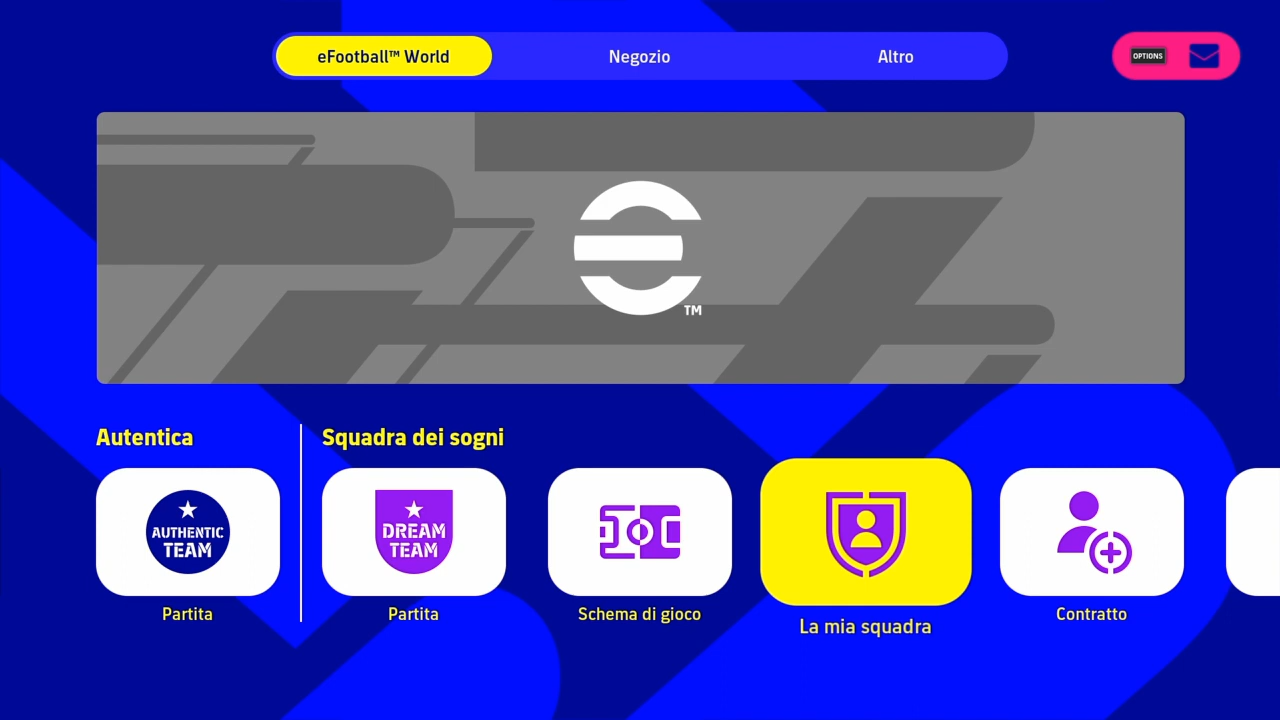 eFootball™ World
Negozio
Altro
OPTIONS
TM
Autentica
Squadra dei sogni
AUTHENTIC
TEAM
DREAM
TEAM
Partita
Partita
Schema di gioco
La mia squadra
Contratto